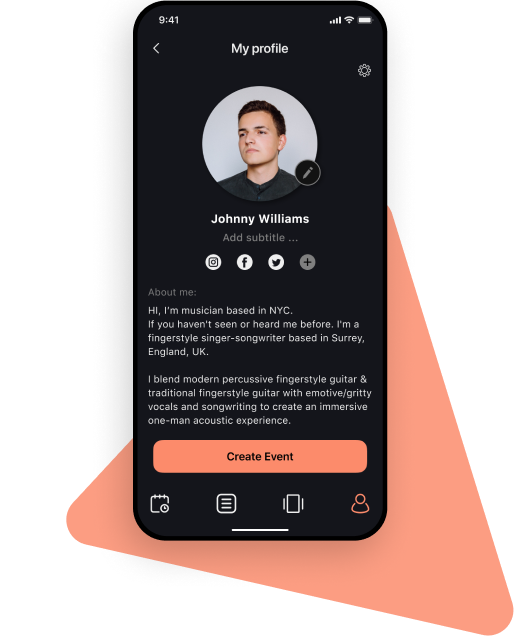 9:41
My profile
Johnny Williams
Add subtitle ...
About me:
HI, I'm musician based in NYC.
If you haven't seen or heard me before. I'm a
fingerstyle singer-songwriter based in Surrey,
England, UK.
I blend modern percussive fingerstyle guitar &
traditional fingerstyle guitar with emotive/gritty
vocals and songwriting to create an immersive
one-man acoustic experience.
Create Event